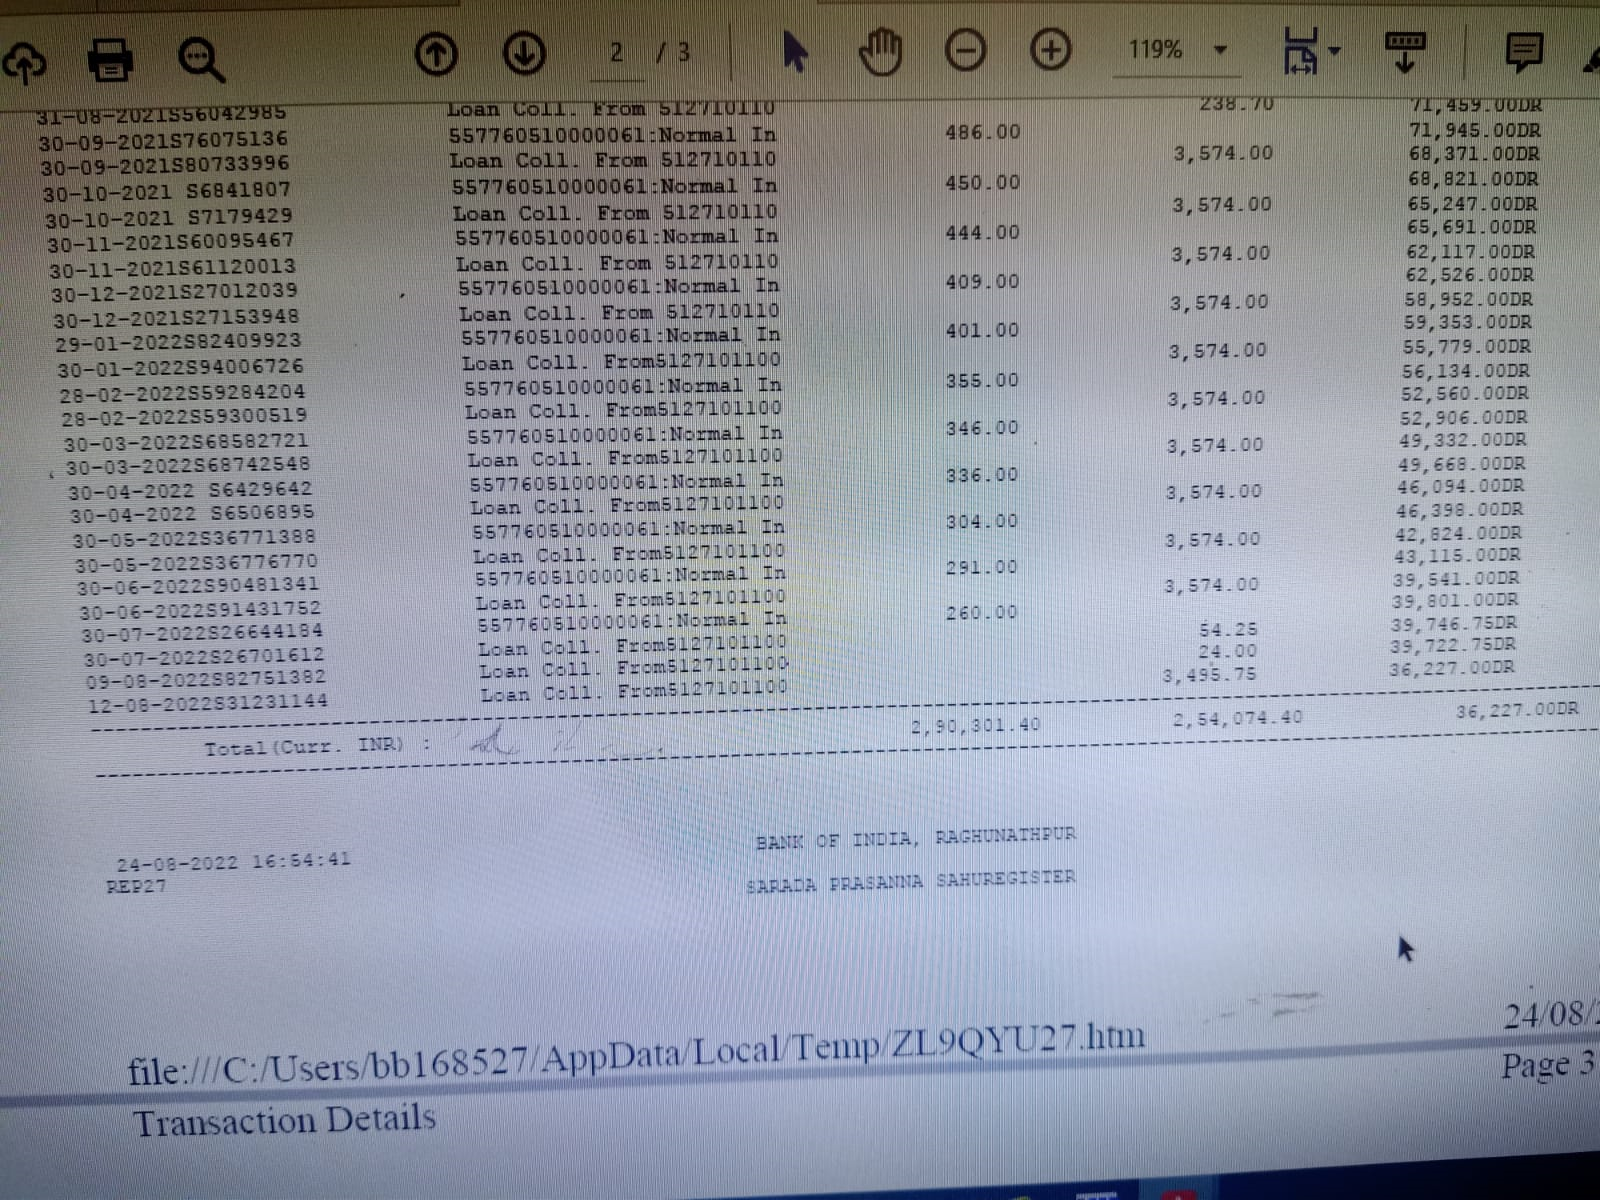 2 / 3 119%
31-08-2021S56042985 Loan Coll. From 512710110 238.70 71,459.00DR
30-09-2021S76075136 557760510000061:Normal In 486.00 71,945.00DR
30-09-2021S80733996 Loan Coll. From 512710110 3,574.00 68,371.00DR
30-10-2021 S6841807 557760510000061:Normal In 450.00 68,821.00DR
30-10-2021 S7179429 Loan Coll. From 512710110 3,574.00 65,247.00DR
30-11-2021S60095467 557760510000061:Normal In 444.00 65,691.00DR
30-11-2021S61120013 Loan Coll. From 512710110 3,574.00 62,117.00DR
30-12-2021S27012039 557760510000061:Normal In 409.00 62,526.00DR
30-12-2021S27153948 Loan Coll. From 512710110 3,574.00 58,952.00DR
29-01-2022S82409923 557760510000061:Normal In 401.00 59,353.00DR
30-01-2022S94006726 Loan Coll. From5127101100 3,574.00 55,779.00DR
28-02-2022S59284204 557760510000061:Normal In 355.00 56,134.00DR
28-02-2022S59300519 Loan Coll. From5127101100 3,574.00 52,560.00DR
30-03-2022S68582721 557760510000061:Normal In 346.00 52,906.00DR
30-03-2022S68742548 Loan Coll. From5127101100 3,574.00 49,332.00DR
30-04-2022 S6429642 557760510000061:Normal In 336.00 49,668.00DR
30-04-2022 S6506895 Loan Coll. From5127101100 3,574.00 46,094.00DR
30-05-2022S36771388 557760510000061:Normal In 304.00 46,398.00DR
30-05-2022S36776770 Loan Coll. From5127101100 3,574.00 42,824.00DR
30-06-2022S90481341 557760510000061:Normal In 291.00 43,115.00DR
30-06-2022S91431752 Loan Coll. From5127101100 3,574.00 39,541.00DR
30-07-2022S26644184 557760510000061:Normal In 260.00 39,801.00DR
30-07-2022S26701612 Loan Coll. From5127101100 54.25 39,746.75DR
09-08-2022S82751382 Loan Coll. From5127101100 24.00 39,722.75DR
12-08-2022S31231144 Loan Coll. From5127101100 3,495.75 36,227.00DR
Total(Curr. INR) : 2,90,301.40 2,54,074.40 36,227.00DR
BANK OF INDIA, RAGHUNATHPUR
24-08-2022 16:54:41
REP27 SARADA PRASANNA SAHUREGISTER
file:///C:/Users/bb168527/AppData/Local/Temp/ZL9QYU27.htm 24/08/
Page 3
Transaction Details